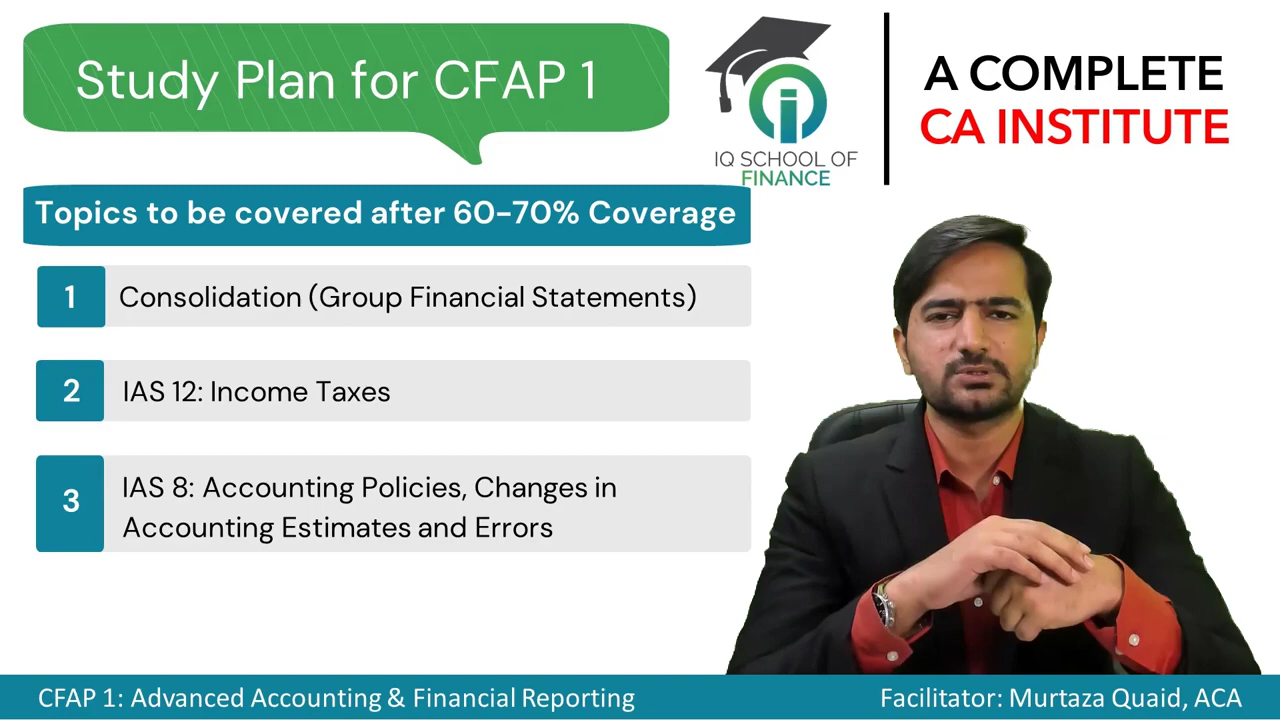 Study Plan for CFAP 1
IQ SCHOOL OF
FINANCE
A COMPLETE
CA INSTITUTE
Topics to be covered after 60-70% Coverage
1 Consolidation (Group Financial Statements)
2 IAS 12: Income Taxes
3 IAS 8: Accounting Policies, Changes in
Accounting Estimates and Errors
CFAP 1: Advanced Accounting & Financial Reporting
Facilitator: Murtaza Quaid, ACA